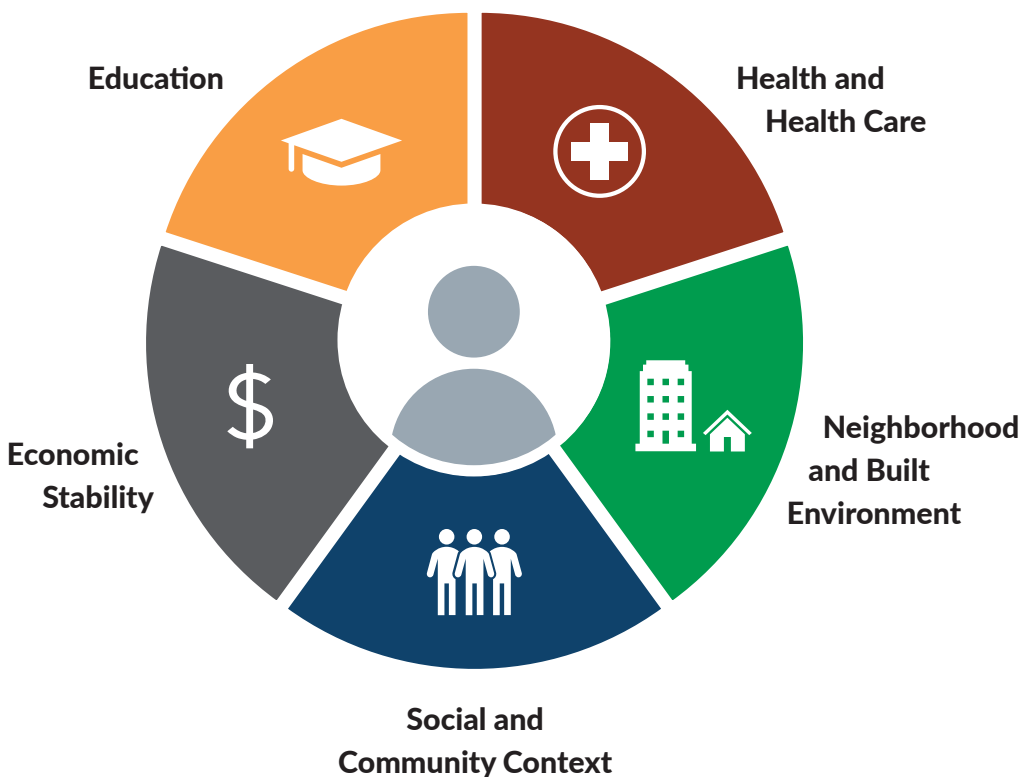 Education
Health and
Health Care
Economic
Stability
Neighborhood
and Built
Environment
Social and
Community Context